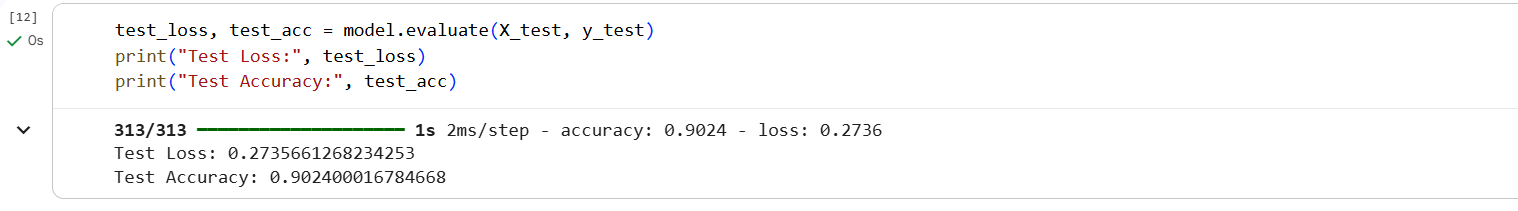 [12]
0s
test_loss, test_acc = model.evaluate(X_test, y_test)
print("Test Loss:", test_loss)
print("Test Accuracy:", test_acc)
313/313 1s 2ms/step - accuracy: 0.9024 - loss: 0.2736
Test Loss: 0.2735661268234253
Test Accuracy: 0.902400016784668